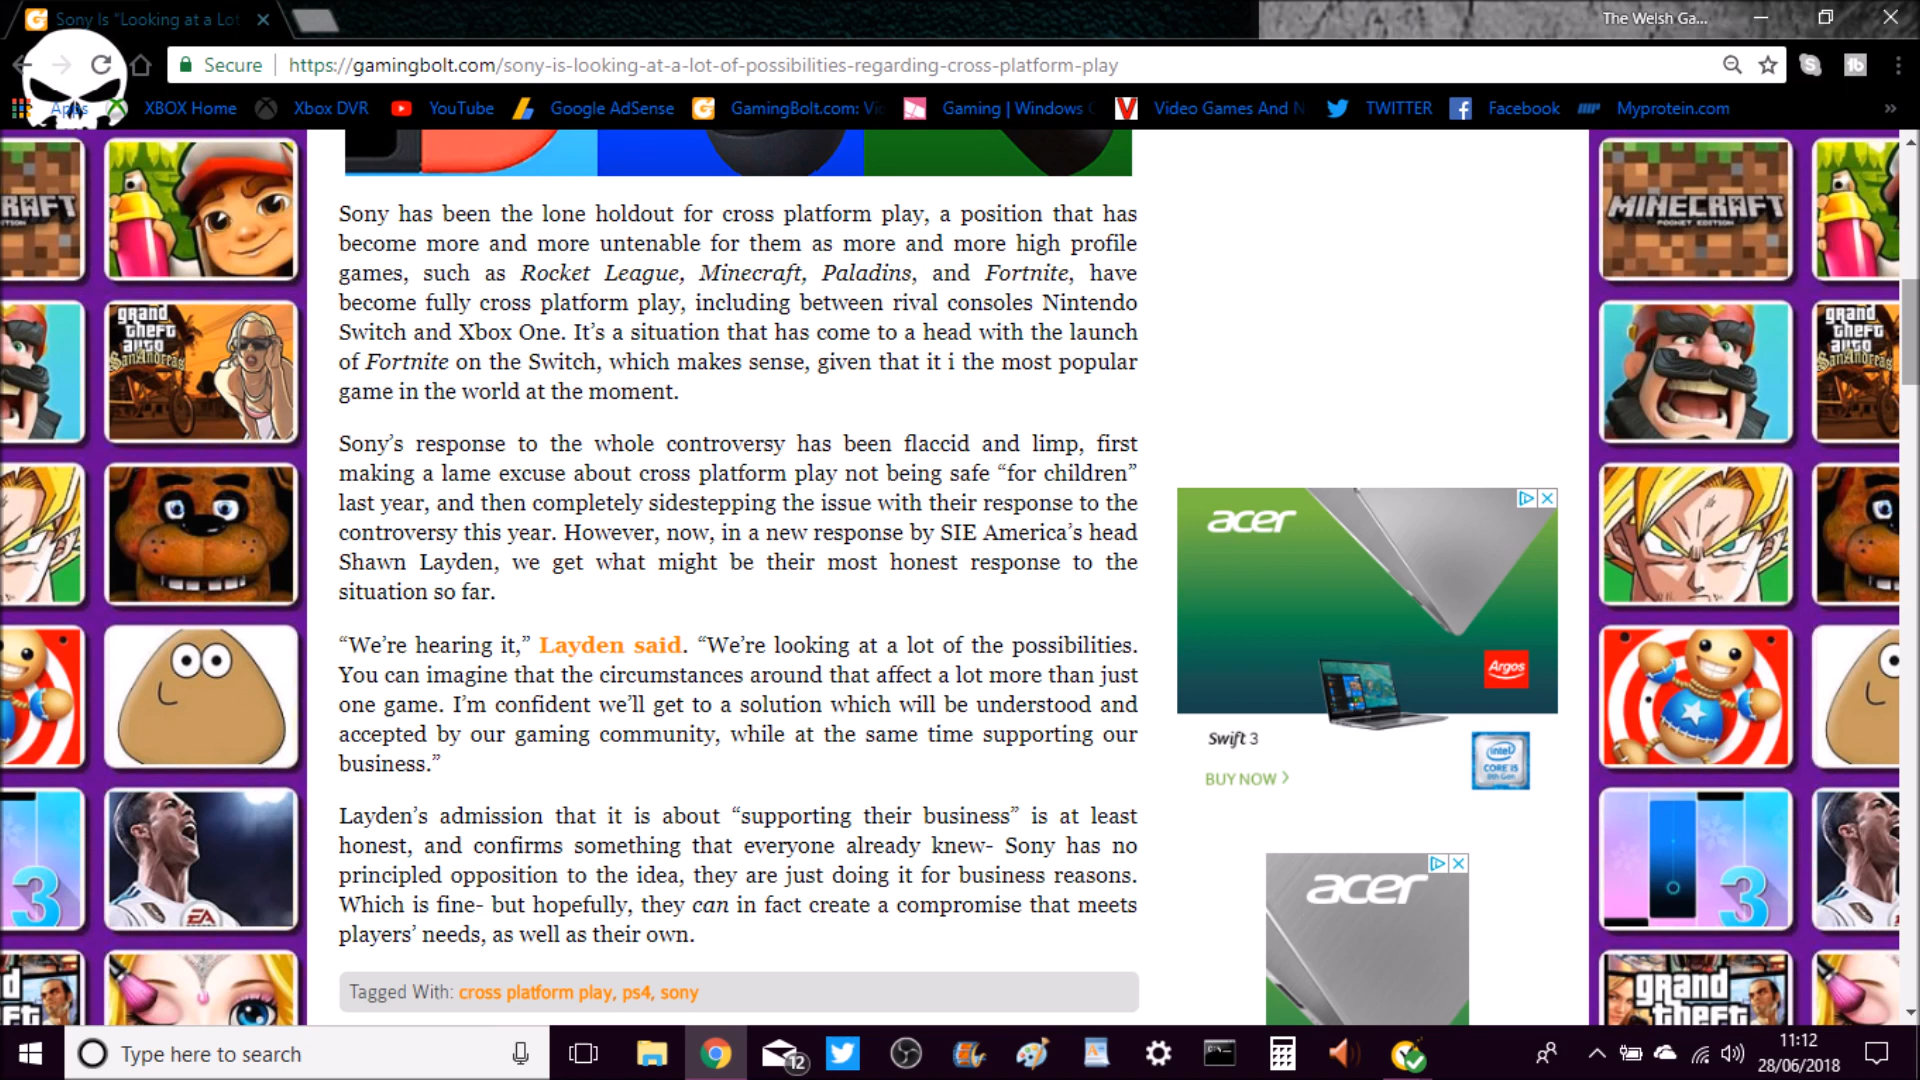 Sony Is "Looking at a Lot
The Welsh Ga...
Secure
https://gamingbolt.com/sony-is-looking-at-a-lot-of-possibilities-regarding-cross-platform-play
Apps
XBOX Home
Xbox DVR
YouTube
Google AdSense
GamingBolt.com: Vi
Gaming | Windows
Video Games And N
TWITTER
Facebook
Myprotein.com
Sony has been the lone holdout for cross platform play, a position that has
become more and more untenable for them as more and more high profile
games, such as Rocket League, Minecraft, Paladins, and Fortnite, have
become fully cross platform play, including between rival consoles Nintendo
Switch and Xbox One. It’s a situation that has come to a head with the launch
of Fortnite on the Switch, which makes sense, given that it i the most popular
game in the world at the moment.
Sony’s response to the whole controversy has been flaccid and limp, first
making a lame excuse about cross platform play not being safe “for children”
last year, and then completely sidestepping the issue with their response to the
controversy this year. However, now, in a new response by SIE America’s head
Shawn Layden, we get what might be their most honest response to the
situation so far.
“We’re hearing it,” Layden said. “We’re looking at a lot of the possibilities.
You can imagine that the circumstances around that affect a lot more than just
one game. I’m confident we’ll get to a solution which will be understood and
accepted by our gaming community, while at the same time supporting our
business.”
Layden’s admission that it is about “supporting their business” is at least
honest, and confirms something that everyone already knew- Sony has no
principled opposition to the idea, they are just doing it for business reasons.
Which is fine- but hopefully, they can in fact create a compromise that meets
players’ needs, as well as their own.
Tagged With: cross platform play, ps4, sony
RAFT
grand
theft
auto
SanAndreas
3
EA
MINECRAFT
POCKET EDITION
grand
theft
auto
SanAndreas
3
grand
theft
acer
Argos
Swift 3
BUY NOW >
intel
CORE i5
8th Gen
acer
Type here to search
12
11:12
28/06/2018